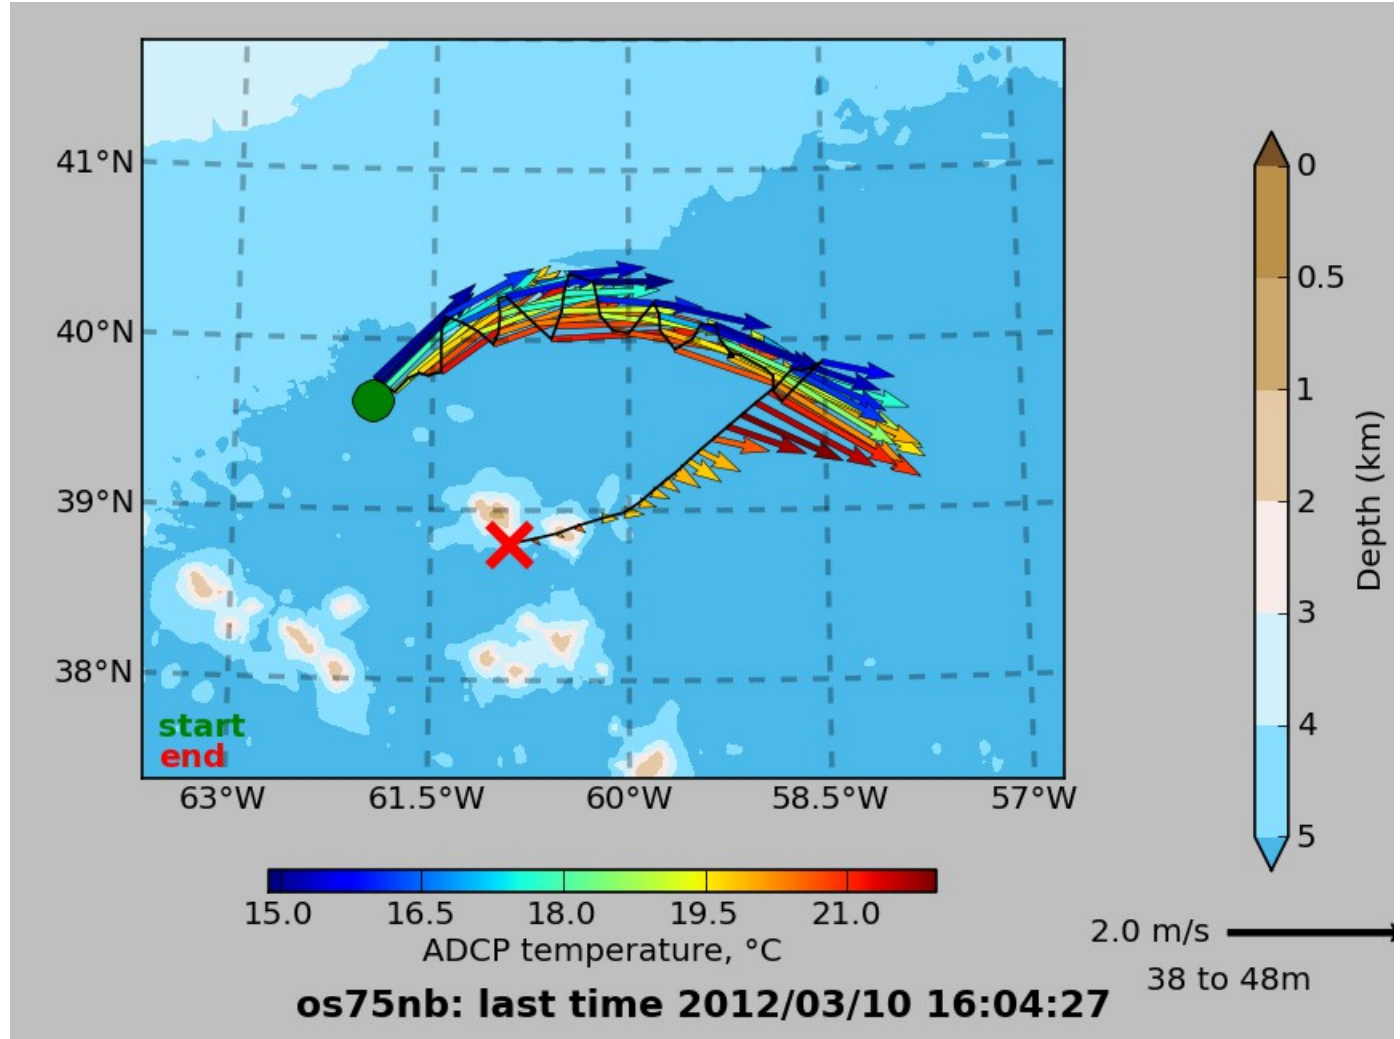 41°N
40°N
39°N
38°N
start
end
63°W 61.5°W 60°W 58.5°W 57°W
0
0.5
1
2
3
4
5
Depth (km)
15.0 16.5 18.0 19.5 21.0
ADCP temperature, °C
2.0 m/s
38 to 48m
os75nb: last time 2012/03/10 16:04:27